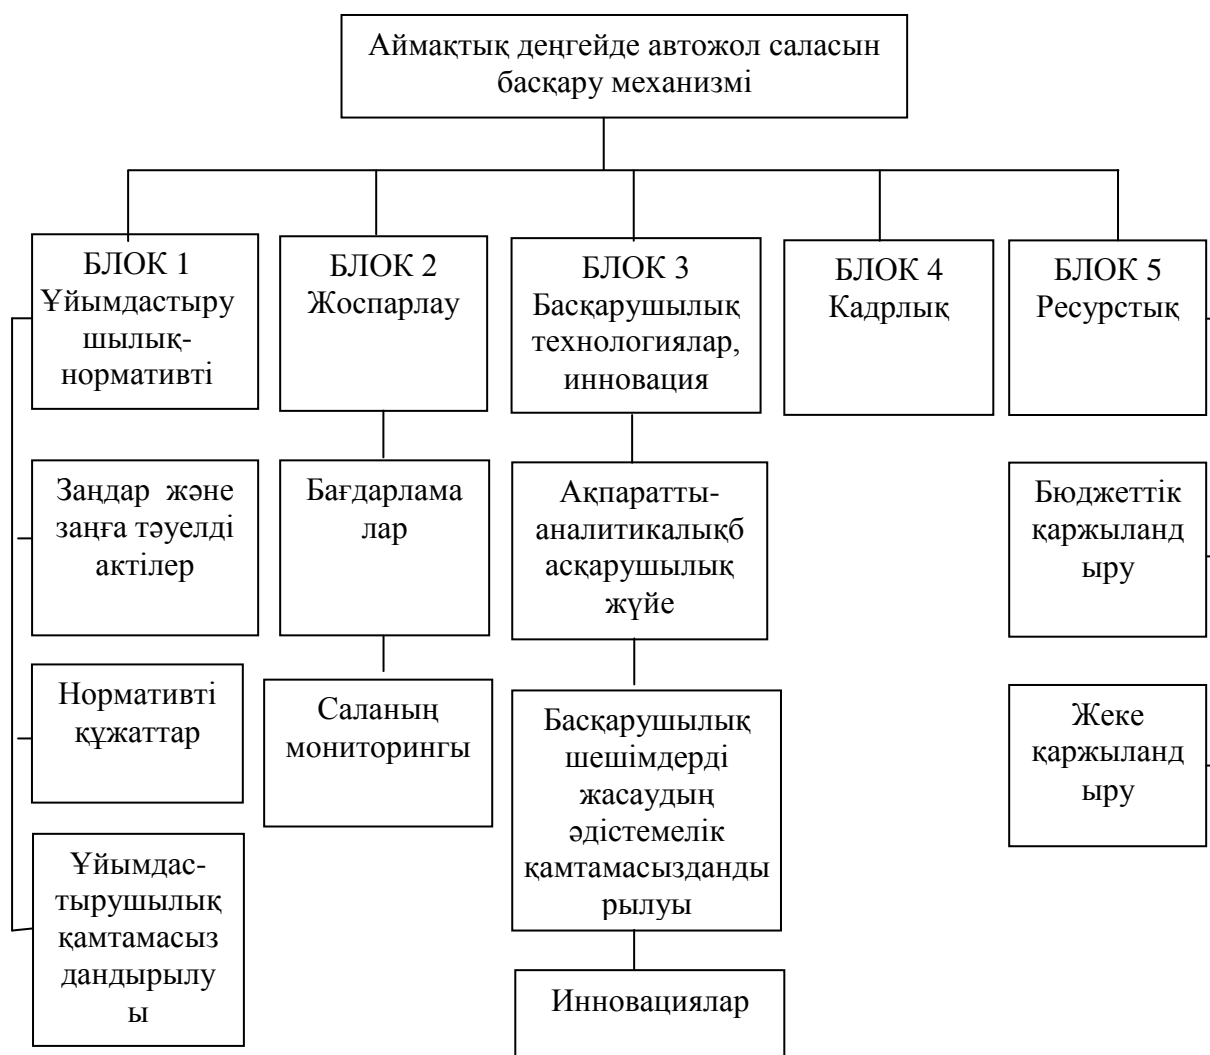 Аймақтық деңгейде автожол саласын
басқару механизмі
БЛОК 1
Ұйымдастыру
шылық-
нормативті
БЛОК 2
Жоспарлау
БЛОК 3
Басқарушылық
технологиялар,
инновация
БЛОК 4
Кадрлық
БЛОК 5
Ресурстық
Заңдар және
заңға тәуелді
актілер
Нормативті
құжаттар
Ұйымдас-
тырушылық
қамтамасыз
дандырылу
ы
Бағдарлама
лар
Саланың
мониторингы
Ақпаратты-
аналитикалықб
асқарушылық
жүйе
Басқарушылық
шешімдерді
жасаудың
әдістемелік
қамтамасызданды
рылуы
Инновациялар
Бюджеттік
қаржыланд
ыру
Жеке
қаржыланд
ыру